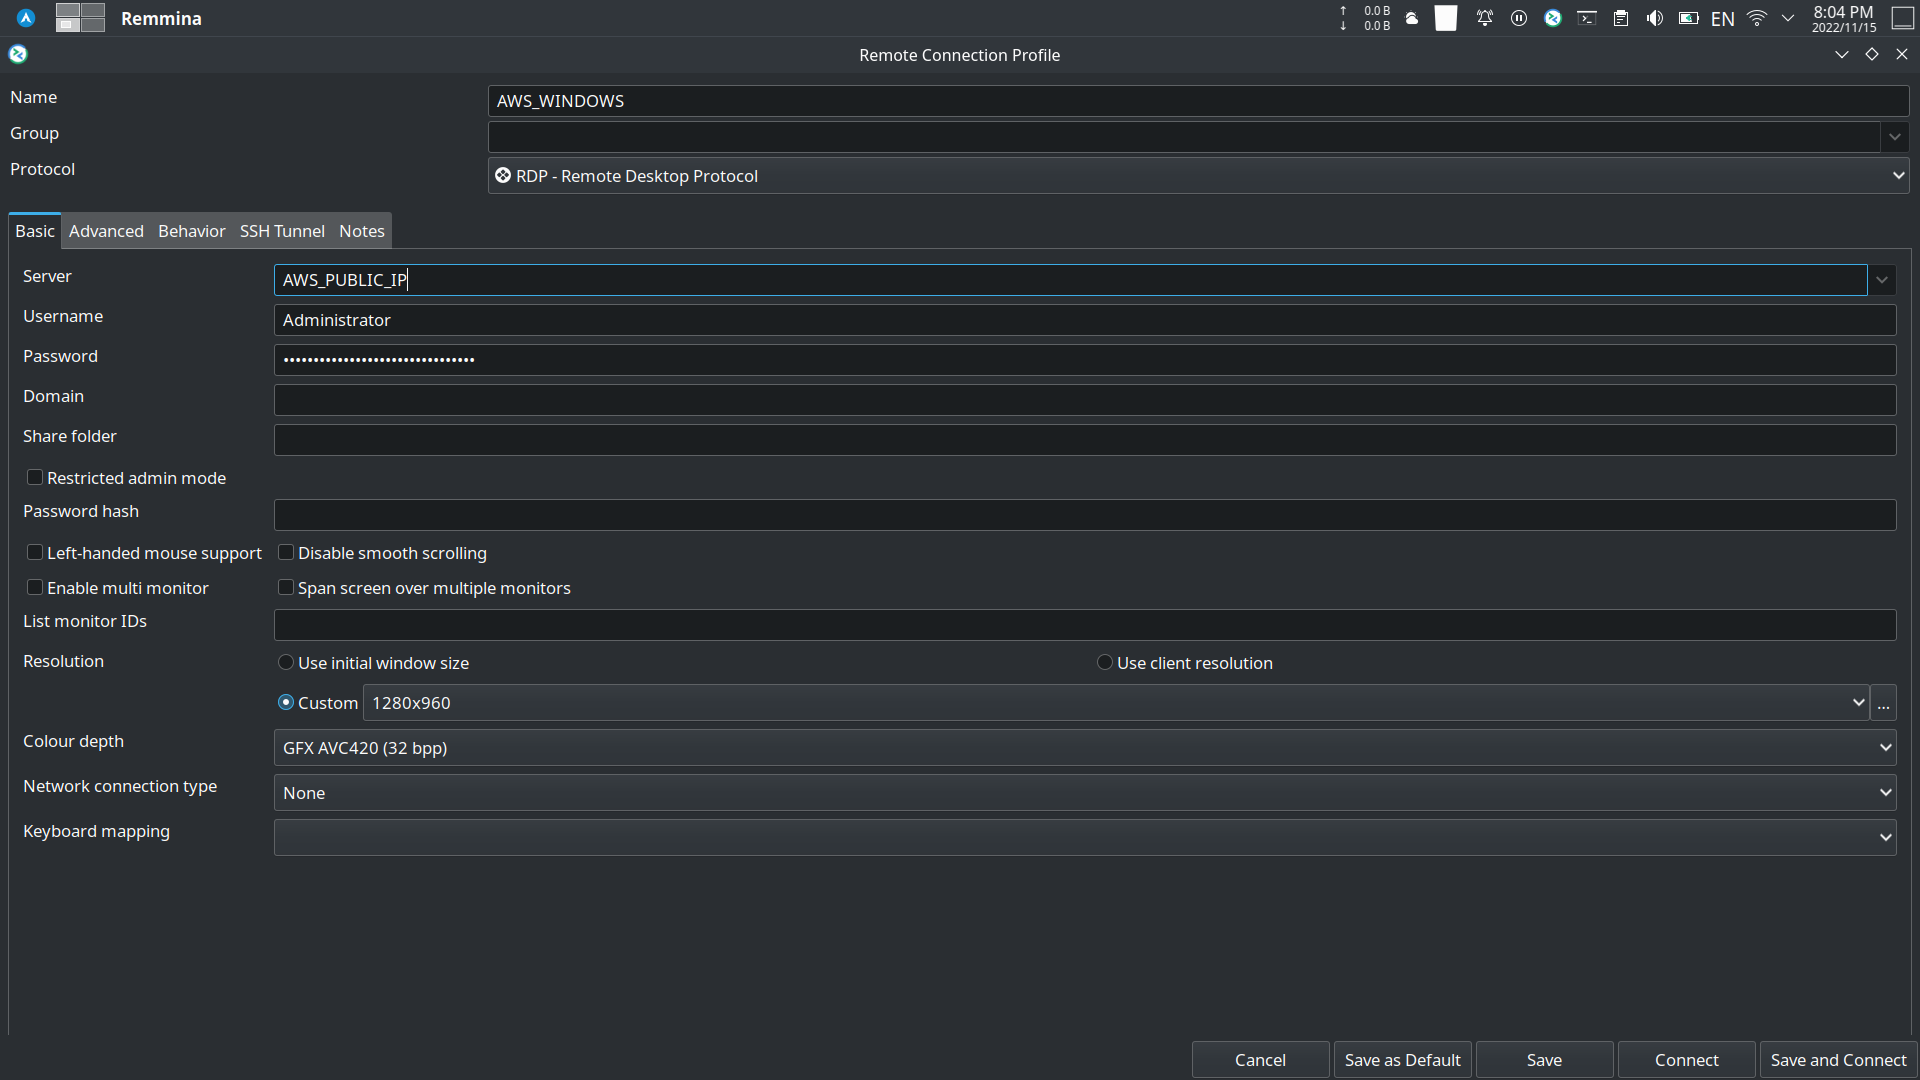 Remmina
0.0 B
0.0 B
EN
8:04 PM
2022/11/15
Remote Connection Profile
Name
AWS_WINDOWS
Group
Protocol
RDP - Remote Desktop Protocol
Basic Advanced Behavior SSH Tunnel Notes
Server
AWS_PUBLIC_IP
Username
Administrator
Password
••••••••••••••••••••••••••••••••
Domain
Share folder
Restricted admin mode
Password hash
Left-handed mouse support Disable smooth scrolling
Enable multi monitor Span screen over multiple monitors
List monitor IDs
Resolution
Use initial window size Use client resolution
Custom 1280x960 ...
Colour depth
GFX AVC420 (32 bpp)
Network connection type
None
Keyboard mapping
Cancel Save as Default Save Connect Save and Connect